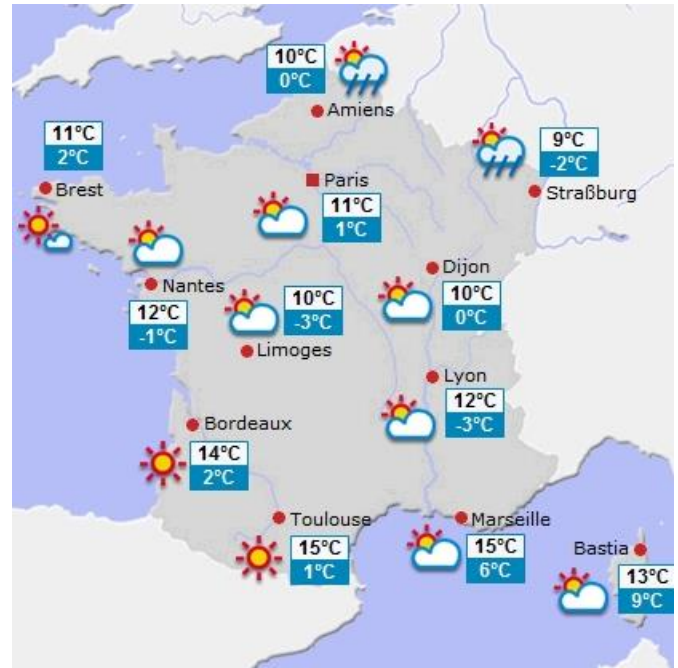 10°C
0°C
Amiens
11°C
2°C
Brest
9°C
-2°C
Straßburg
Paris
11°C
1°C
Nantes
12°C
-1°C
10°C
-3°C
Limoges
Dijon
10°C
0°C
Lyon
12°C
-3°C
Bordeaux
14°C
2°C
Toulouse
15°C
1°C
Marseille
15°C
6°C
Bastia
13°C
9°C